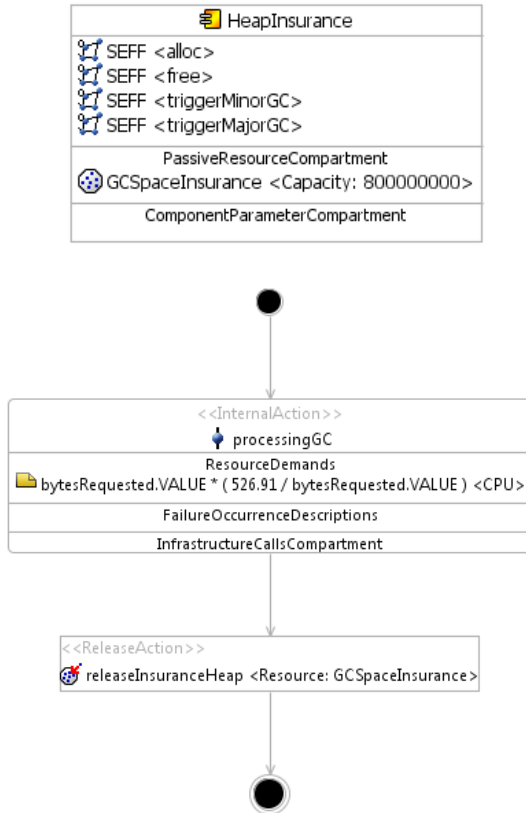 HeapInsurance
SEFF <alloc>
SEFF <free>
SEFF <triggerMinorGC>
SEFF <triggerMajorGC>
PassiveResourceCompartment
GCSpaceInsurance <Capacity: 800000000>
ComponentParameterCompartment
<<InternalAction>>
processingGC
ResourceDemands
bytesRequested.VALUE * ( 526.91 / bytesRequested.VALUE ) <CPU>
FailureOccurrenceDescriptions
InfrastructureCallsCompartment
<<ReleaseAction>>
releaseInsuranceHeap <Resource: GCSpaceInsurance>